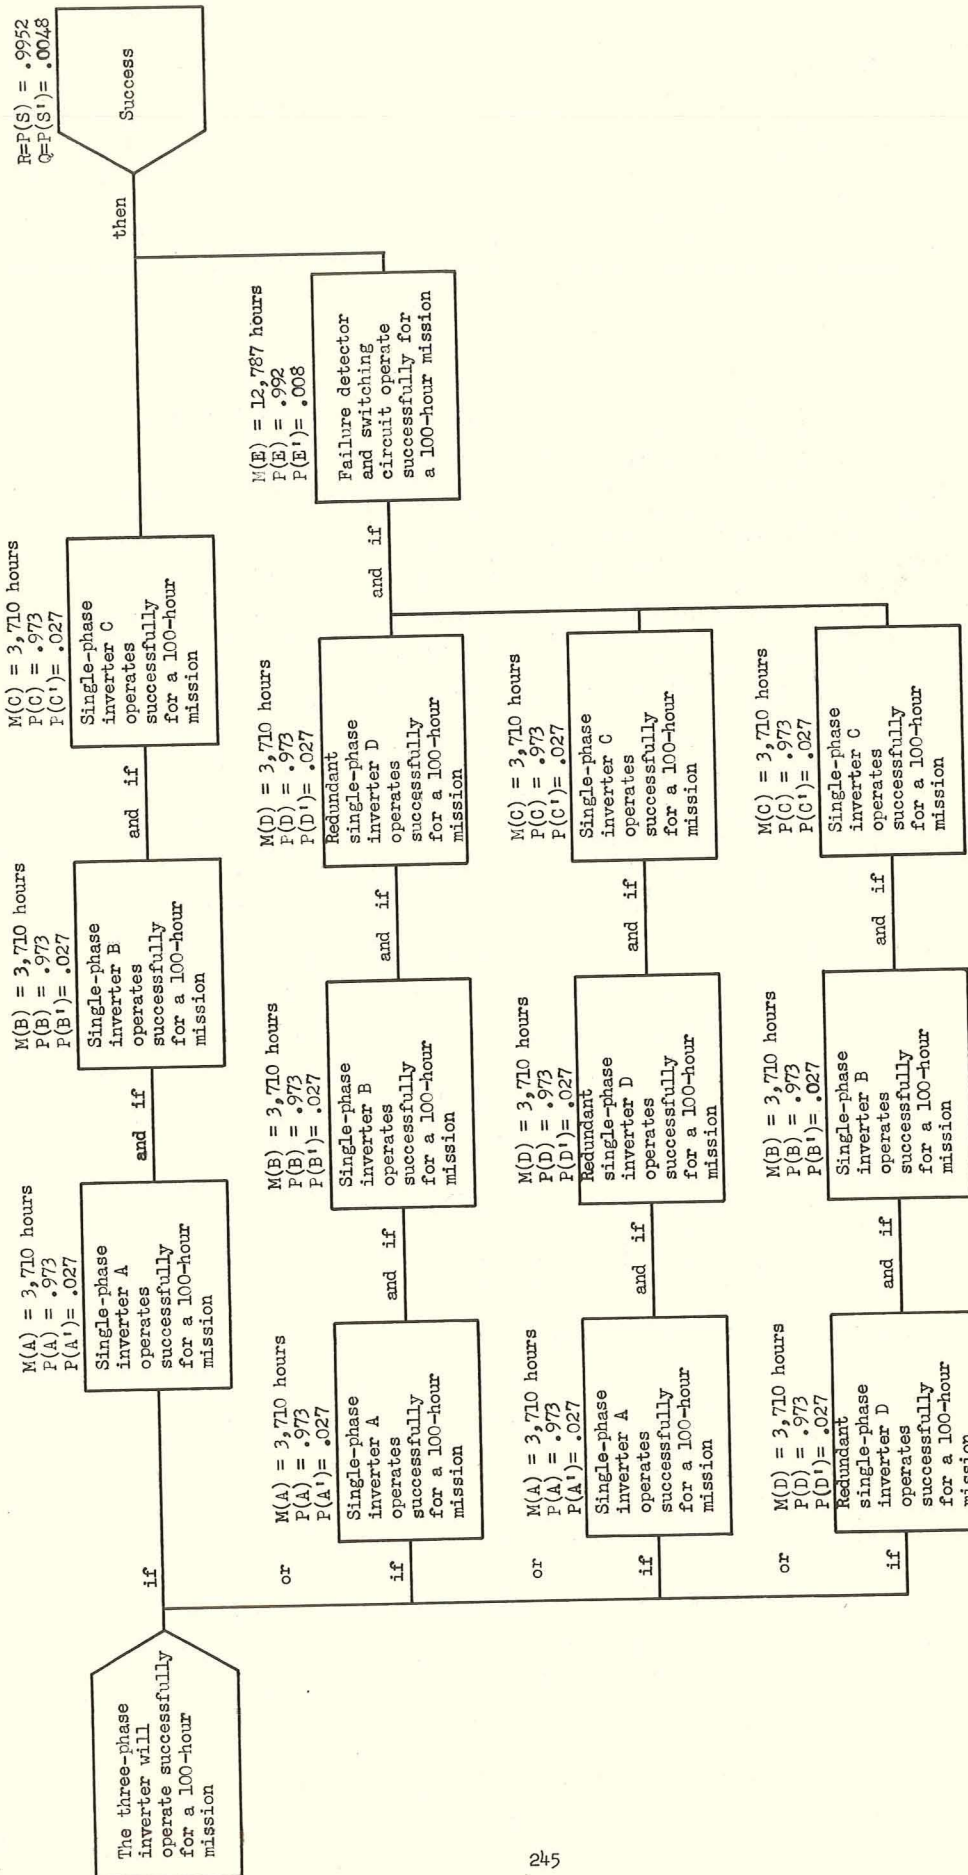 The three-phase
inverter will
operate successfully
for a 100-hour
mission
if
M(A) = 3,710 hours
P(A) = .973
P(A')= .027
Single-phase
inverter A
operates
successfully
for a 100-hour
mission
and if
M(B) = 3,710 hours
P(B) = .973
P(B')= .027
Single-phase
inverter B
operates
successfully
for a 100-hour
mission
and if
M(C) = 3,710 hours
P(C) = .973
P(C')= .027
Single-phase
inverter C
operates
successfully
for a 100-hour
mission
then
R=P(S) = .9952
Q=P(S')= .0048
Success
or
if
M(A) = 3,710 hours
P(A) = .973
P(A')= .027
Single-phase
inverter A
operates
successfully
for a 100-hour
mission
and if
M(B) = 3,710 hours
P(B) = .973
P(B')= .027
Single-phase
inverter B
operates
successfully
for a 100-hour
mission
and if
M(D) = 3,710 hours
P(D) = .973
P(D')= .027
Redundant
single-phase
inverter D
operates
successfully
for a 100-hour
mission
and if
M(E) = 12,787 hours
P(E) = .992
P(E')= .008
Failure detector
and switching
circuit operate
successfully for
a 100-hour mission
or
if
M(A) = 3,710 hours
P(A) = .973
P(A')= .027
Single-phase
inverter A
operates
successfully
for a 100-hour
mission
and if
M(D) = 3,710 hours
P(D) = .973
P(D')= .027
Redundant
single-phase
inverter D
operates
successfully
for a 100-hour
mission
and if
M(C) = 3,710 hours
P(C) = .973
P(C')= .027
Single-phase
inverter C
operates
successfully
for a 100-hour
mission
or
if
M(D) = 3,710 hours
P(D) = .973
P(D')= .027
Redundant
single-phase
inverter D
operates
successfully
for a 100-hour
mission
and if
M(B) = 3,710 hours
P(B) = .973
P(B')= .027
Single-phase
inverter B
operates
successfully
for a 100-hour
mission
and if
M(C) = 3,710 hours
P(C) = .973
P(C')= .027
Single-phase
inverter C
operates
successfully
for a 100-hour
mission
245